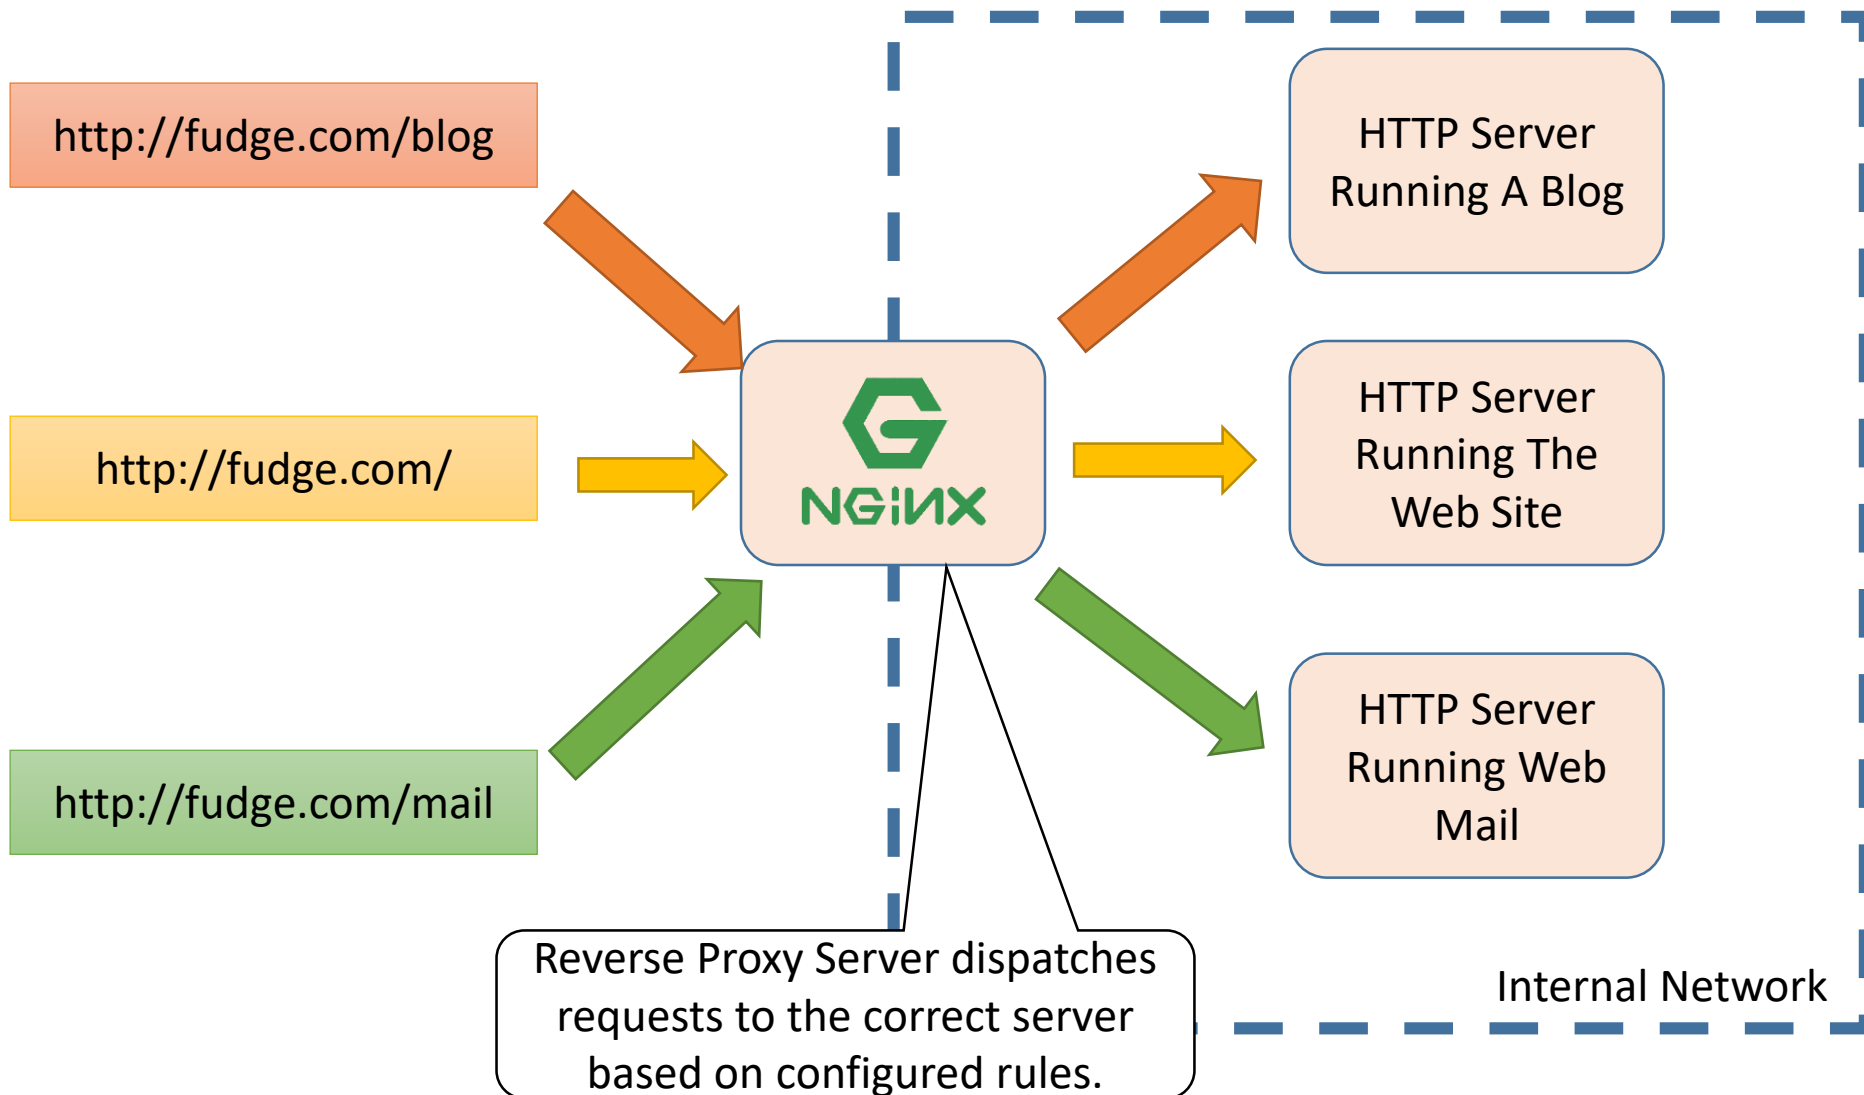 http://fudge.com/blog
http://fudge.com/
http://fudge.com/mail
NGiNX
HTTP Server
Running A Blog
HTTP Server
Running The
Web Site
HTTP Server
Running Web
Mail
Reverse Proxy Server dispatches
requests to the correct server
based on configured rules.
Internal Network